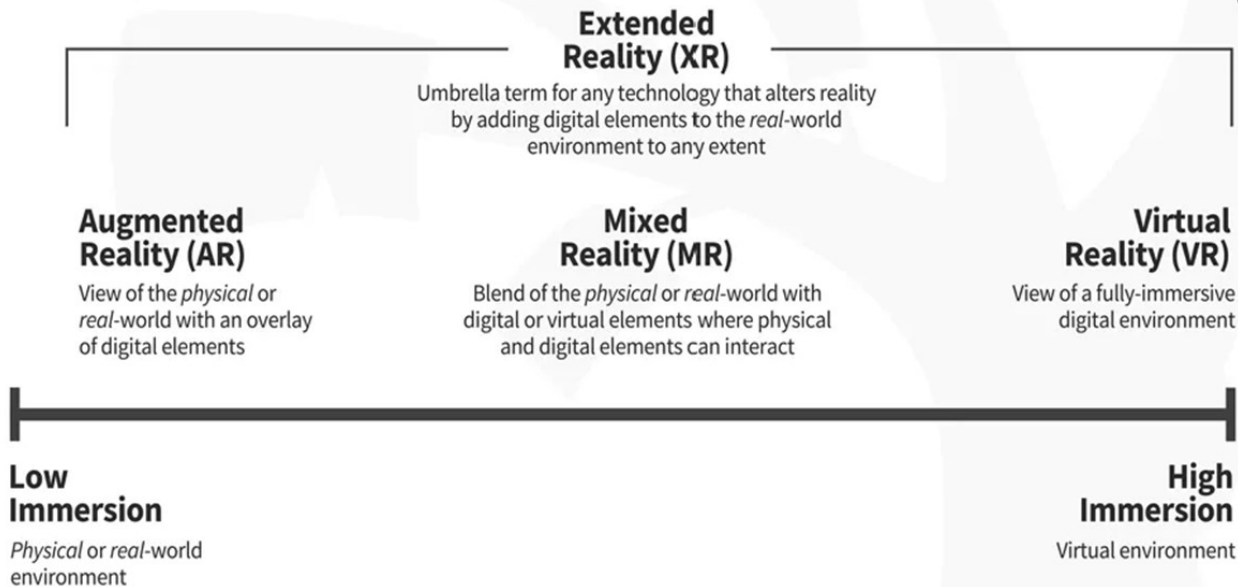 Extended
Reality (XR)
Umbrella term for any technology that alters reality
by adding digital elements to the real-world
environment to any extent
Augmented
Reality (AR)
View of the physical or
real-world with an overlay
of digital elements
Mixed
Reality (MR)
Blend of the physical or real-world with
digital or virtual elements where physical
and digital elements can interact
Virtual
Reality (VR)
View of a fully-immersive
digital environment
Low
Immersion
Physical or real-world
environment
High
Immersion
Virtual environment